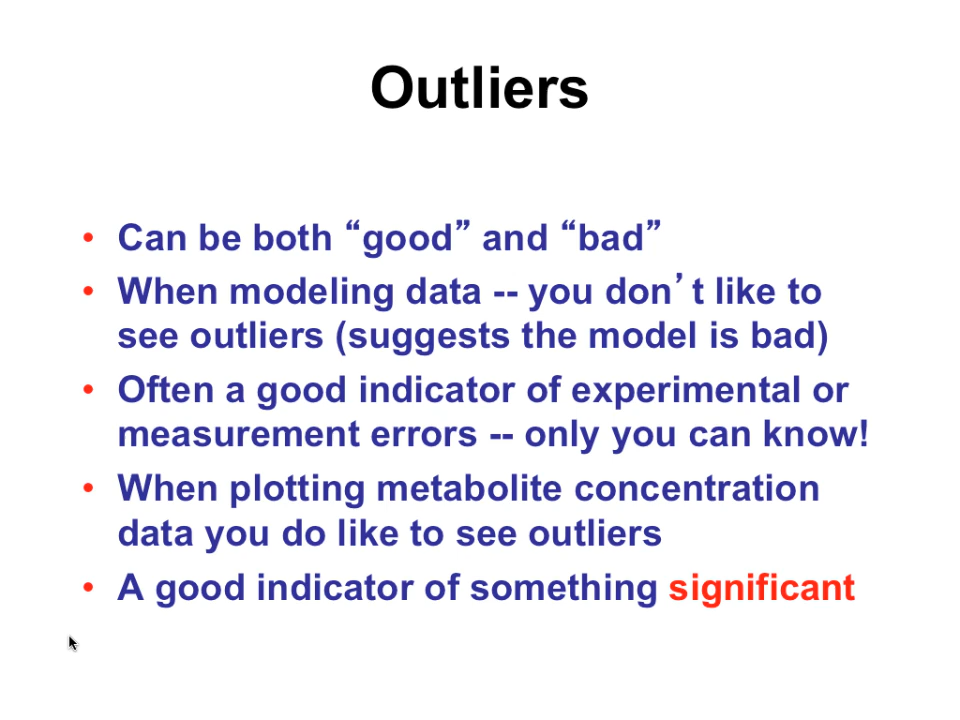 Outliers
• Can be both “good” and “bad”
• When modeling data -- you don’t like to
see outliers (suggests the model is bad)
• Often a good indicator of experimental or
measurement errors -- only you can know!
• When plotting metabolite concentration
data you do like to see outliers
• A good indicator of something significant